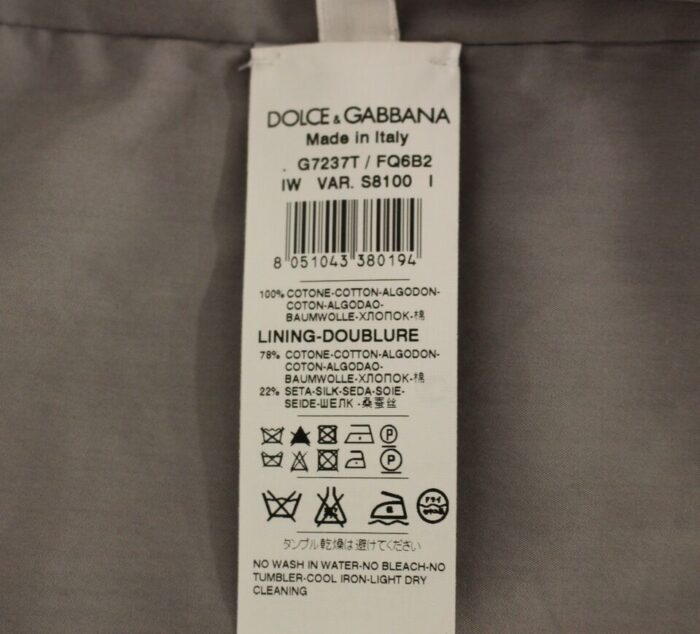 DOLCE & GABBANA
Made in Italy
G7237T / FQ6B2
IW VAR. S8100 I
8 051043 380194
100% COTONE-COTTON-ALGODON-
COTON-ALGODAO-
BAUMWOLLE-ХЛОПОК-棉
LINING-DOUBLURE
78% COTONE-COTTON-ALGODON-
COTON-ALGODAO-
BAUMWOLLE-ХЛОПОК-棉
22% SETA-SILK-SEDA-SOIE-
SEIDE-ШЕЛК -桑蚕丝
P
P
ドライ
タンブル乾燥は避けてください
NO WASH IN WATER-NO BLEACH-NO
TUMBLER-COOL IRON-LIGHT DRY
CLEANING